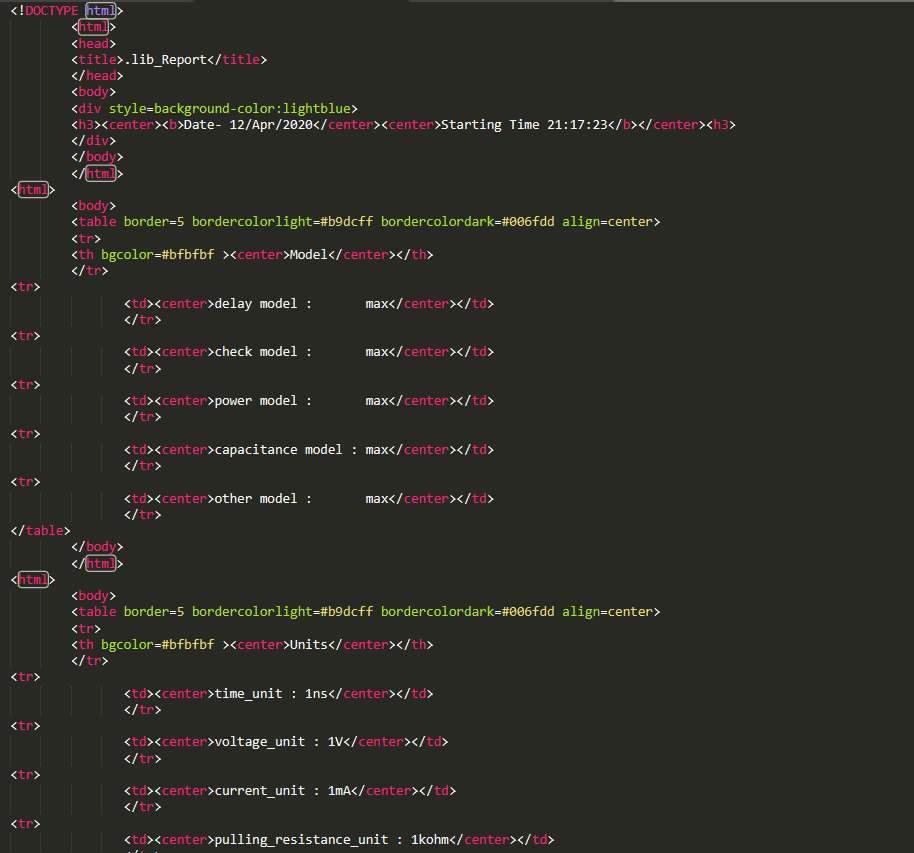 <!DOCTYPE html>
<html>
<head>
<title>.lib_Report</title>
</head>
<body>
<div style=background-color:lightblue>
<h3><center><b>Date- 12/Apr/2020</center><center>Starting Time 21:17:23</b></center><h3>
</div>
</body>
</html>
<html>
<body>
<table border=5 bordercolorlight=#b9dcff bordercolordark=#006fdd align=center>
<tr>
<th bgcolor=#bfbfbf ><center>Model</center></th>
</tr>
<tr>
<td><center>delay model :       max</center></td>
</tr>
<tr>
<td><center>check model :       max</center></td>
</tr>
<tr>
<td><center>power model :       max</center></td>
</tr>
<tr>
<td><center>capacitance model : max</center></td>
</tr>
<tr>
<td><center>other model :       max</center></td>
</tr>
</table>
</body>
</html>
<html>
<body>
<table border=5 bordercolorlight=#b9dcff bordercolordark=#006fdd align=center>
<tr>
<th bgcolor=#bfbfbf ><center>Units</center></th>
</tr>
<tr>
<td><center>time_unit : 1ns</center></td>
</tr>
<tr>
<td><center>voltage_unit : 1V</center></td>
</tr>
<tr>
<td><center>current_unit : 1mA</center></td>
</tr>
<tr>
<td><center>pulling_resistance_unit : 1kohm</center></td>